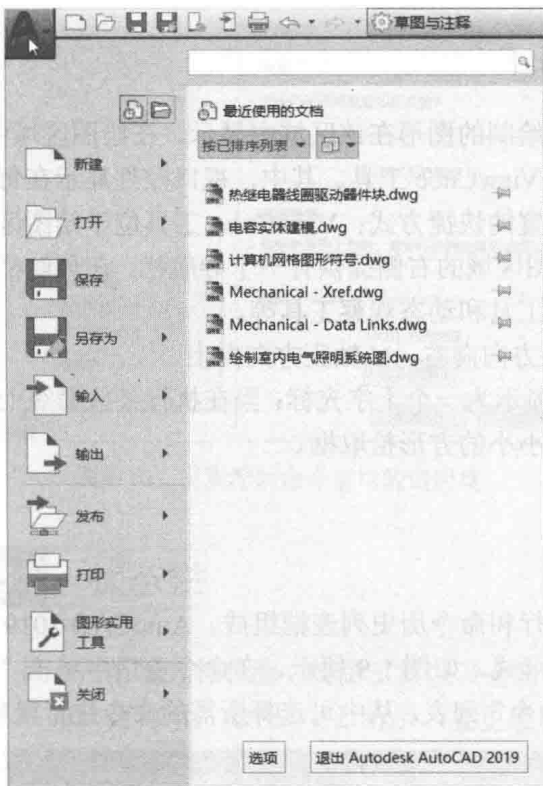 草图与注释
最近使用的文档
按已排序列表
新建
打开
保存
另存为
输入
输出
发布
打印
图形实用
工具
关闭
热继电器线圈驱动器件块.dwg
电容实体建模.dwg
计算机网格图形符号.dwg
Mechanical - Xref.dwg
Mechanical - Data Links.dwg
绘制室内电气照明系统图.dwg
选项
退出 Autodesk AutoCAD 2019